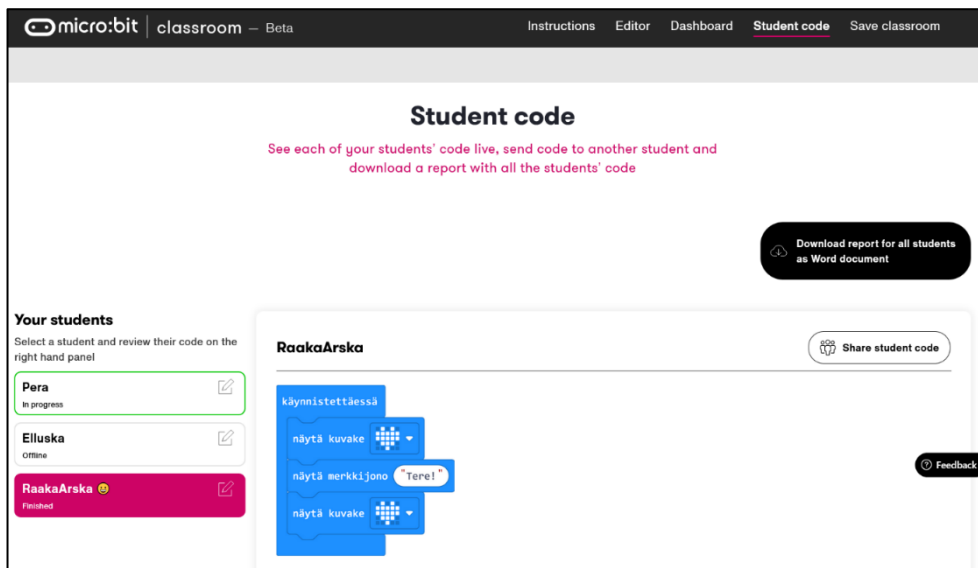 micro:bit classroom – Beta
Instructions Editor Dashboard Student code Save classroom
Student code
See each of your students' code live, send code to another student and
download a report with all the students' code
Download report for all students
as Word document
Your students
Select a student and review their code on the
right hand panel
Pera
In progress
Elluska
Offline
RaakaArska
Finished
RaakaArska
Share student code
käynnistettäessä
näytä kuvake
näytä merkkijono "Tere!"
näytä kuvake
Feedback